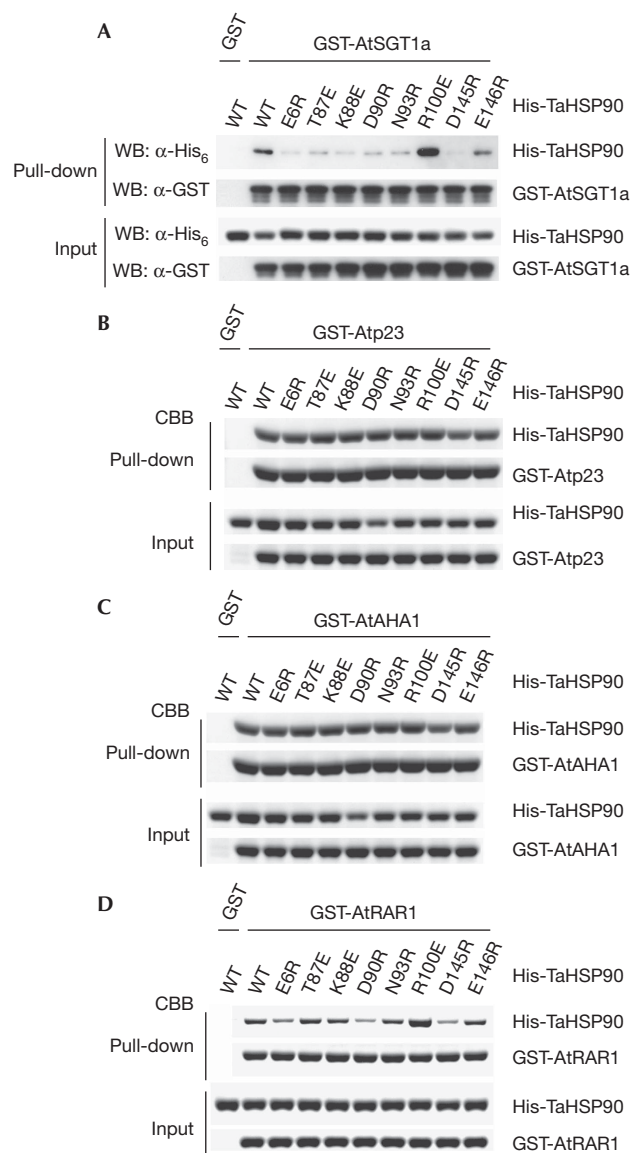 A
GST
GST-AtSGT1a
WT WT E6R T87E K88E D90R N93R R100E D145R E146R His-TaHSP90
Pull-down
WB: α-His6 His-TaHSP90
WB: α-GST GST-AtSGT1a
Input
WB: α-His6 His-TaHSP90
WB: α-GST GST-AtSGT1a
B
GST
GST-Atp23
WT WT E6R T87E K88E D90R N93R R100E D145R E146R His-TaHSP90
CBB
Pull-down
His-TaHSP90
GST-Atp23
Input
His-TaHSP90
GST-Atp23
C
GST
GST-AtAHA1
WT WT E6R T87E K88E D90R N93R R100E D145R E146R His-TaHSP90
CBB
Pull-down
His-TaHSP90
GST-AtAHA1
Input
His-TaHSP90
GST-AtAHA1
D
GST
GST-AtRAR1
WT WT E6R T87E K88E D90R N93R R100E D145R E146R His-TaHSP90
CBB
Pull-down
His-TaHSP90
GST-AtRAR1
Input
His-TaHSP90
GST-AtRAR1